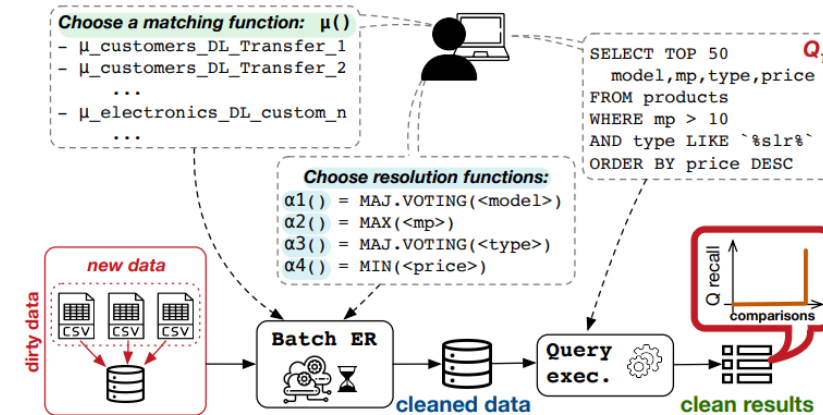 Choose a matching function: μ()
- μ_customers_DL_Transfer_1
- μ_customers_DL_Transfer_2
...
- μ_electronics_DL_custom_n
...
SELECT TOP 50
model,mp,type,price
FROM products
WHERE mp > 10
AND type LIKE `%slr%`
ORDER BY price DESC
Choose resolution functions:
α1() = MAJ.VOTING(<model>)
α2() = MAX(<mp>)
α3() = MAJ.VOTING(<type>)
α4() = MIN(<price>)
dirty data
new data
CSV
CSV
CSV
Batch ER
cleaned data
Query
exec.
clean results
Q recall
comparisons